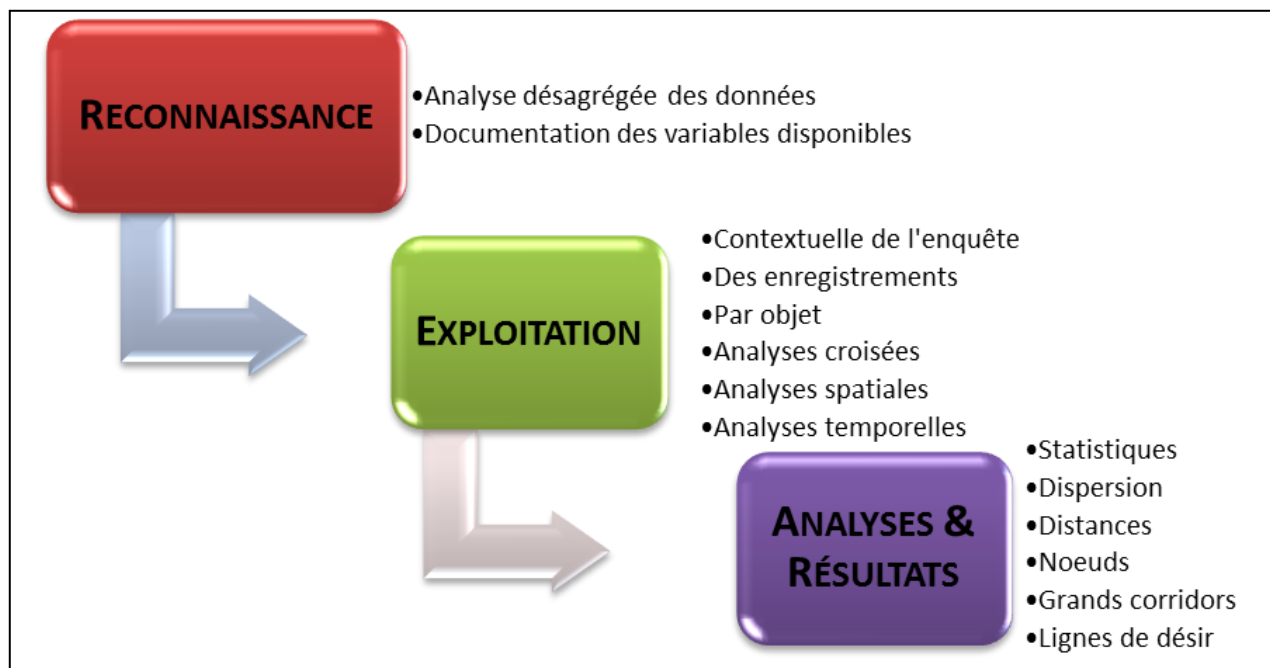 RECONNAISSANCE
•Analyse désagrégée des données
•Documentation des variables disponibles
EXPLOITATION
•Contextuelle de l'enquête
•Des enregistrements
•Par objet
•Analyses croisées
•Analyses spatiales
•Analyses temporelles
ANALYSES &
RÉSULTATS
•Statistiques
•Dispersion
•Distances
•Noeuds
•Grands corridors
•Lignes de désir